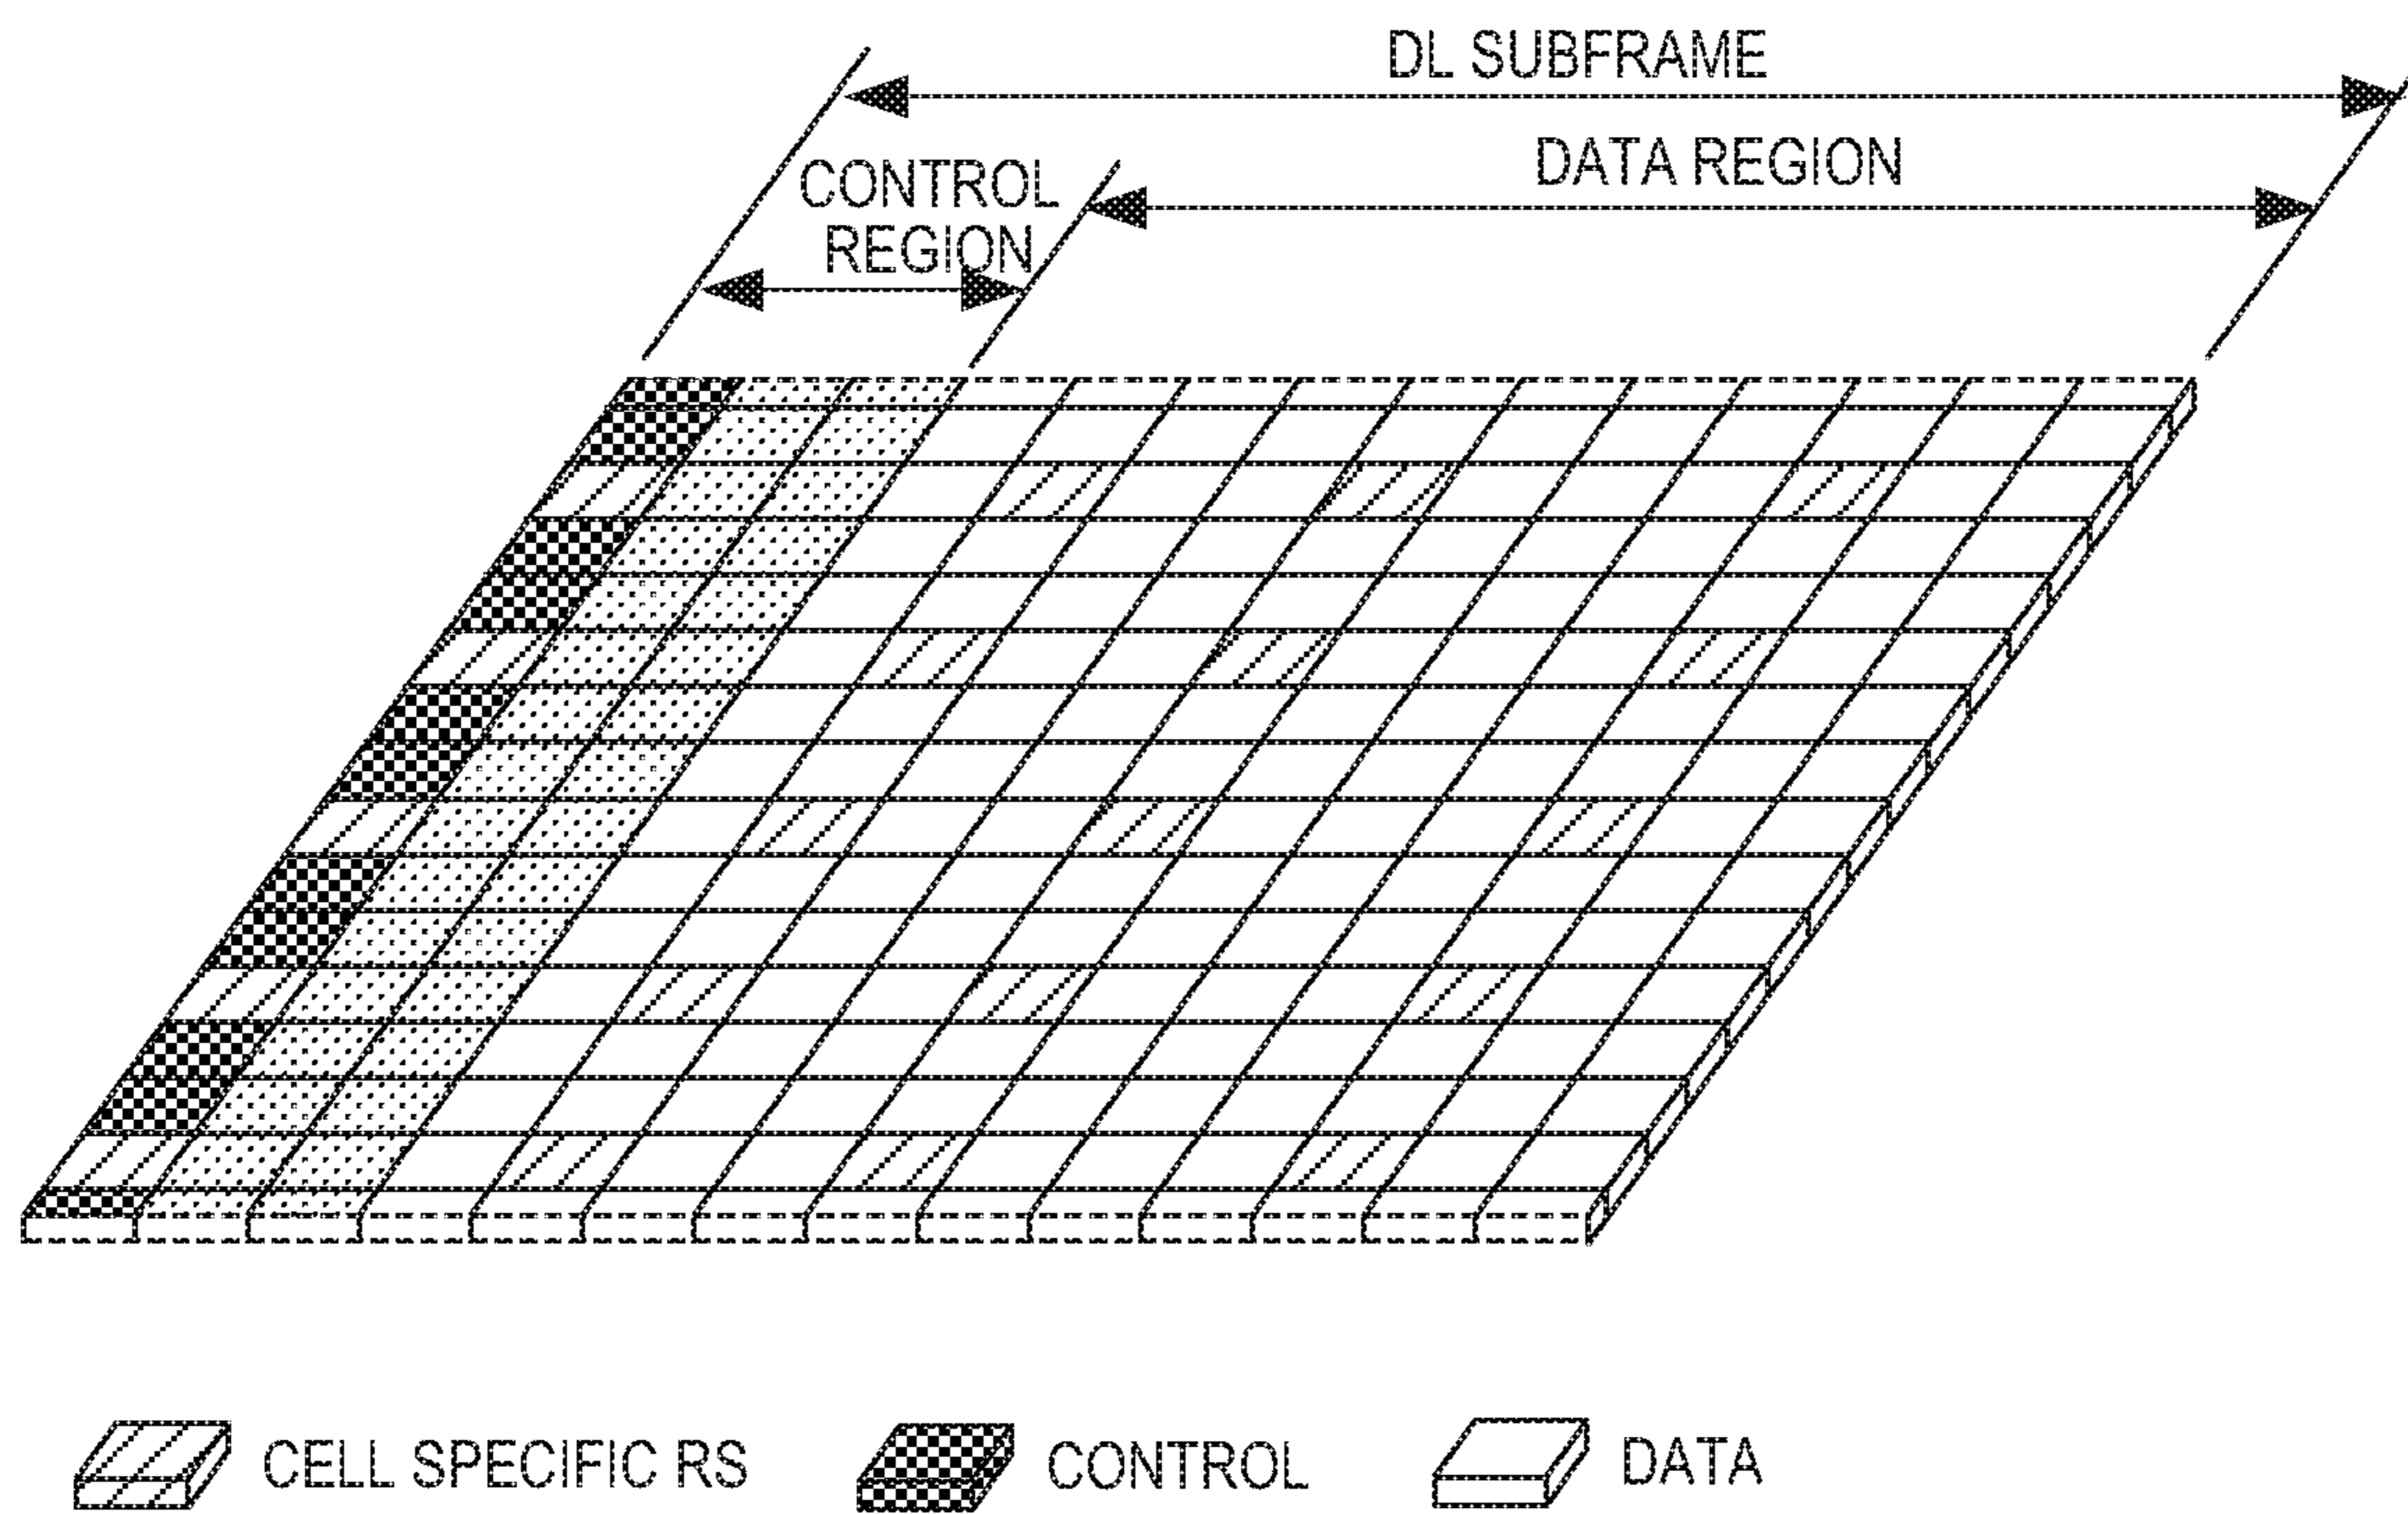 DL SUBFRAME
DATA REGION
CONTROL
REGION
CELL SPECIFIC RS
CONTROL
DATA